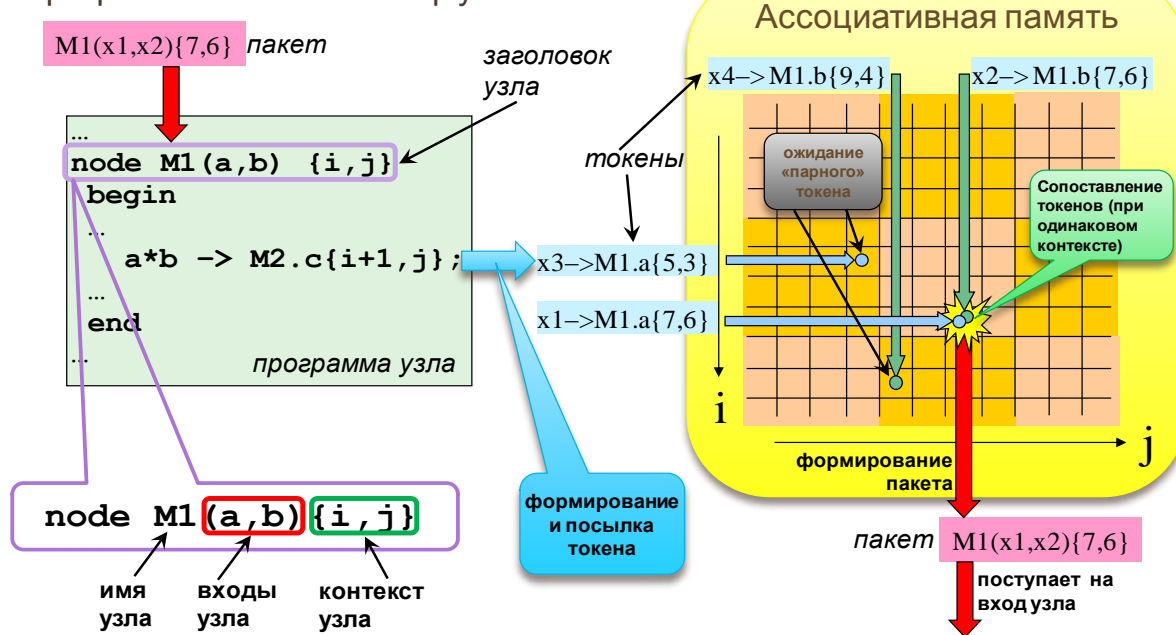 Ассоциативная память
M1(x1,x2){7,6} пакет
заголовок
узла
x4–>M1.b{9,4}
x2–>M1.b{7,6}
...
node M1(a,b) {i,j}
begin
...
a*b –> M2.c{i+1,j};
...
end
...
программа узла
токены
ожидание
«парного»
токена
Сопоставление
токенов (при
одинаковом
контексте)
x3–>M1.a{5,3}
x1–>M1.a{7,6}
i
j
формирование
пакета
формирование
и посылка
токена
node M1(a,b){i,j}
имя
узла
входы
узла
контекст
узла
пакет M1(x1,x2){7,6}
поступает на
вход узла